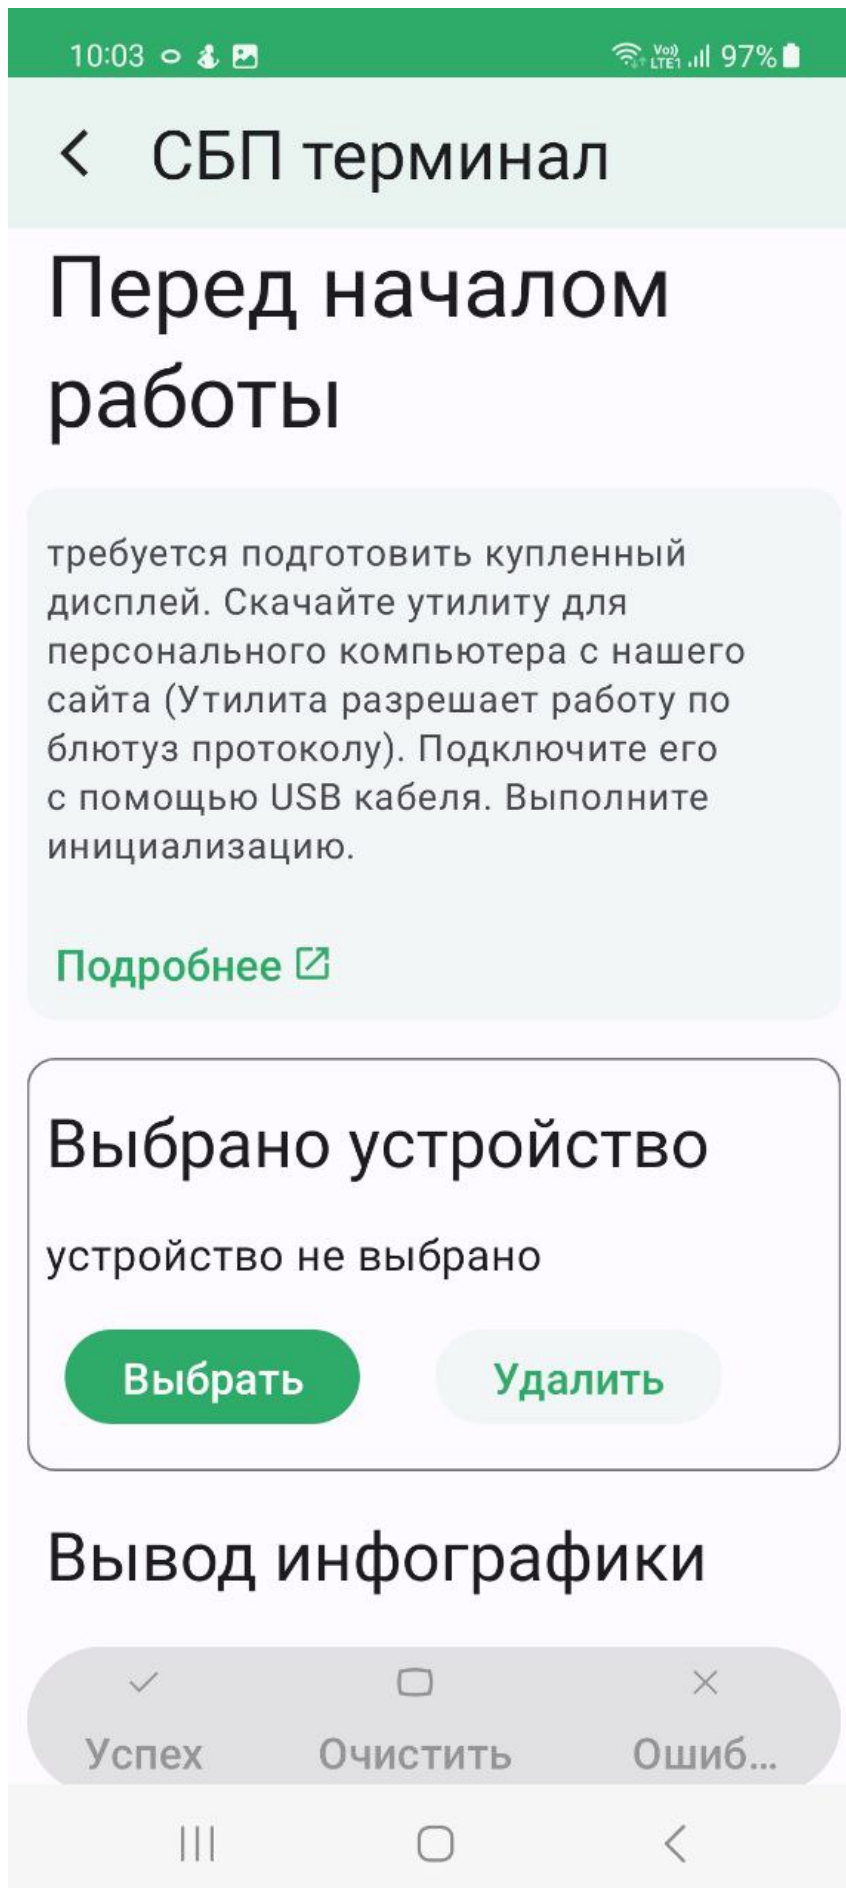 10:03 97%
Vo)) LTE1
СБП терминал
Перед началом
работы
требуется подготовить купленный
дисплей. Скачайте утилиту для
персонального компьютера с нашего
сайта (Утилита разрешает работу по
блютуз протоколу). Подключите его
с помощью USB кабеля. Выполните
инициализацию.
Подробнее
Выбрано устройство
устройство не выбрано
Выбрать Удалить
Вывод инфографики
Успех Очистить Ошиб...